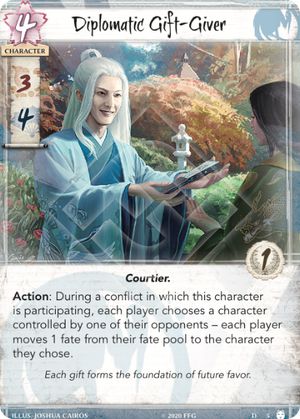 4
Diplomatic Gift-Giver
CHARACTER
3
4
1
Courtier.
Action: During a conflict in which this character
is participating, each player chooses a character
controlled by one of their opponents – each player
moves 1 fate from their fate pool to the character
they chose.
Each gift forms the foundation of future favor.
ILLUS: JOSHUA CAIRÓS
© 2020 FFG
D
5